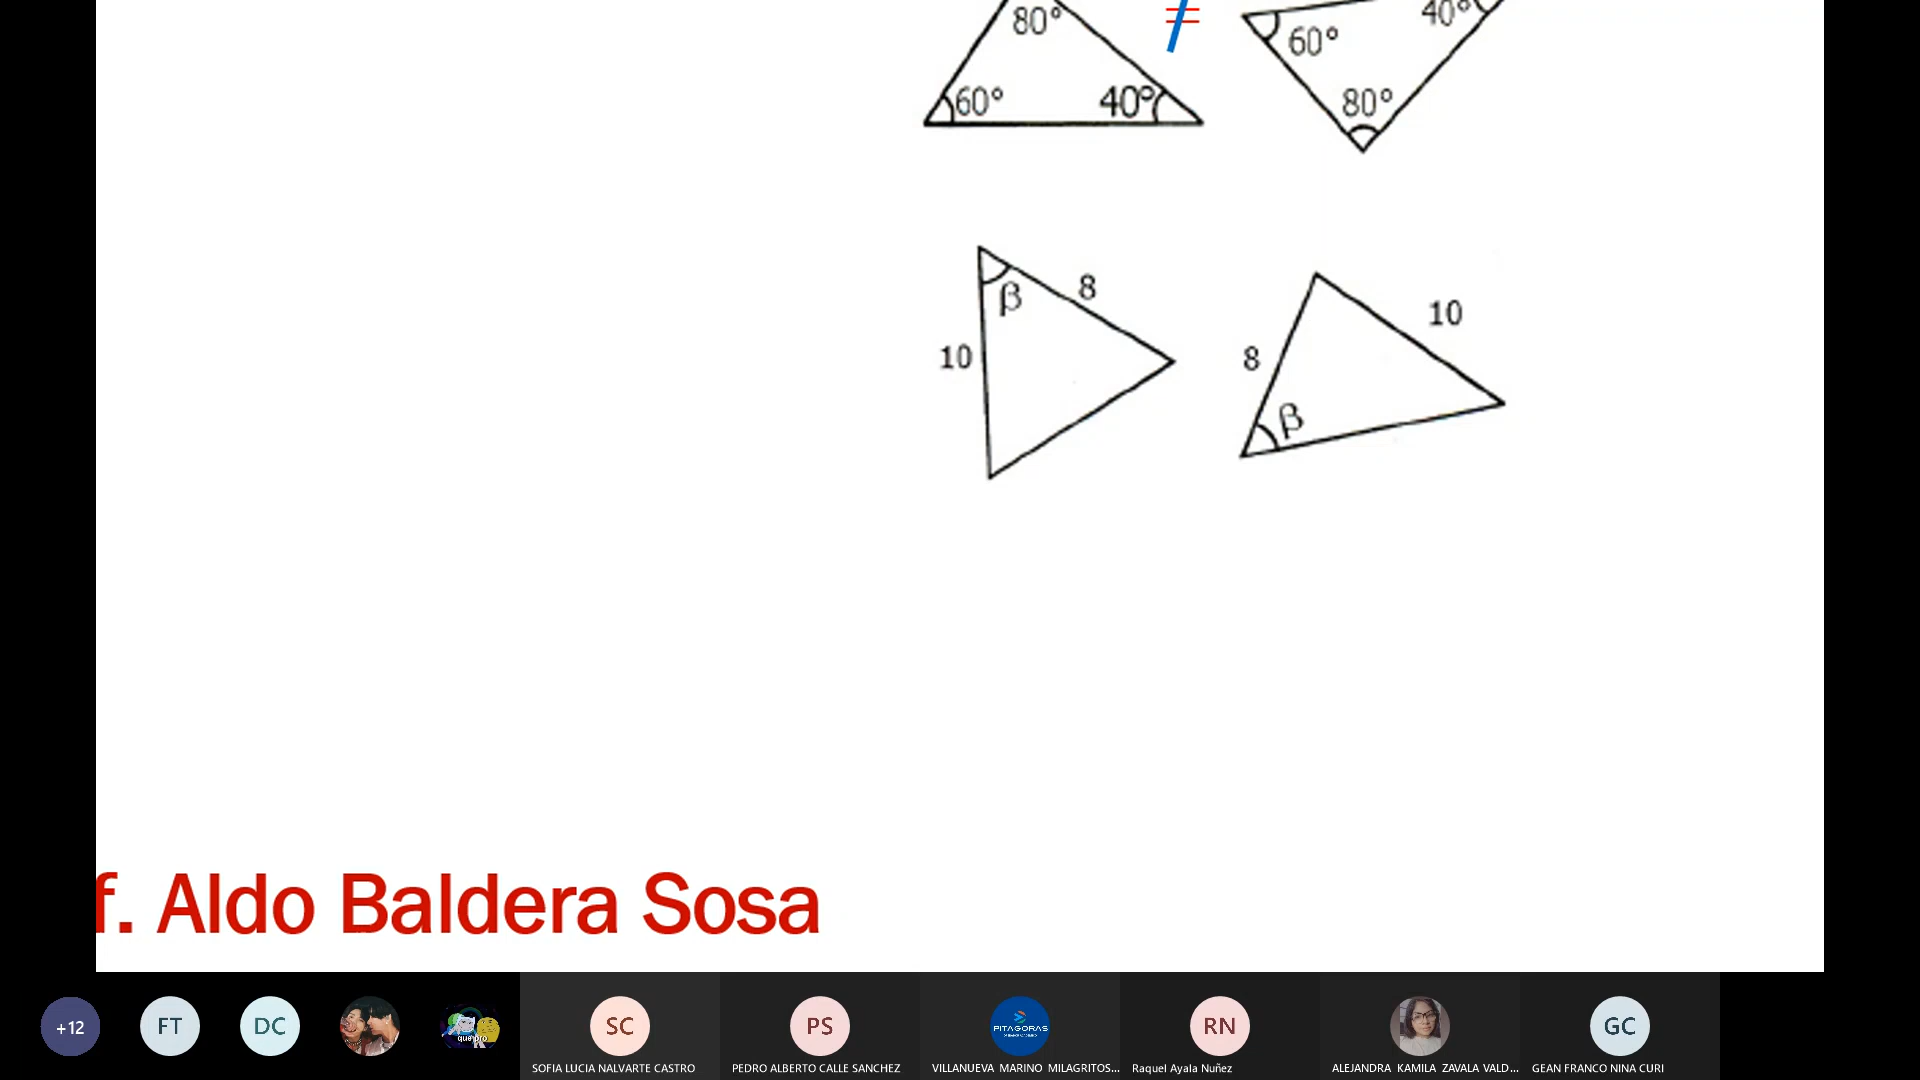 80°
60°
40°
≠
60°
40°
80°
β
8
10
10
8
β
f. Aldo Baldera Sosa
+12
FT
DC
que pro
SC
SOFIA LUCIA NALVARTE CASTRO
PS
PEDRO ALBERTO CALLE SANCHEZ
PITAGORAS
VILLANUEVA MARINO MILAGRITOS...
RN
Raquel Ayala Nuñez
ALEJANDRA KAMILA ZAVALA VALD...
GC
GEAN FRANCO NINA CURI